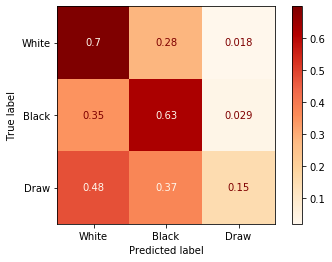 White 0.7 0.28 0.018
Black 0.35 0.63 0.029
Draw 0.48 0.37 0.15
White Black Draw
Predicted label
True label
0.6
0.5
0.4
0.3
0.2
0.1